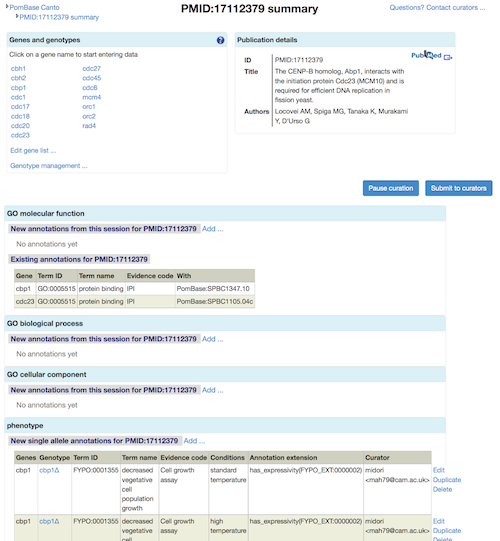 PomBase Canto
PMID:17112379 summary
PMID:17112379 summary
Questions? Contact curators ...
Genes and genotypes
Click on a gene name to start entering data
cbh1 cdc27
cbh2 cdc45
cbp1 cdc6
cdc1 mcm4
cdc17 orc1
cdc18 orc2
cdc20 rad4
cdc23
Edit gene list ...
Genotype management ...
Publication details
ID PMID:17112379
Title The CENP-B homolog, Abp1, interacts with
the initiation protein Cdc23 (MCM10) and is
required for efficient DNA replication in
fission yeast.
Authors Locovei AM, Spiga MG, Tanaka K, Murakami
Y, D'Urso G
Pause curation Submit to curators
GO molecular function
New annotations from this session for PMID:17112379 Add ...
No annotations yet
Existing annotations for PMID:17112379
Gene Term ID Term name Evidence code With
cbp1 GO:0005515 protein binding IPI PomBase:SPBC1347.10
cdc23 GO:0005515 protein binding IPI PomBase:SPBC1105.04c
GO biological process
New annotations from this session for PMID:17112379 Add ...
No annotations yet
GO cellular component
New annotations from this session for PMID:17112379 Add ...
No annotations yet
phenotype
New single allele annotations for PMID:17112379 Add ...
Genes Genotype Term ID Term name Evidence code Conditions Annotation extension Curator
cbp1 cbp1Δ FYPO:0001355 decreased Cell growth standard has_expressivity(FYPO_EXT:0000002) midori Edit
vegetative assay temperature <mah79@cam.ac.uk> Duplicate
cell Delete
population
growth
cbp1 cbp1Δ FYPO:0001355 decreased Cell growth high has_expressivity(FYPO_EXT:0000002) midori Edit
vegetative assay temperature <mah79@cam.ac.uk> Duplicate
cell Delete